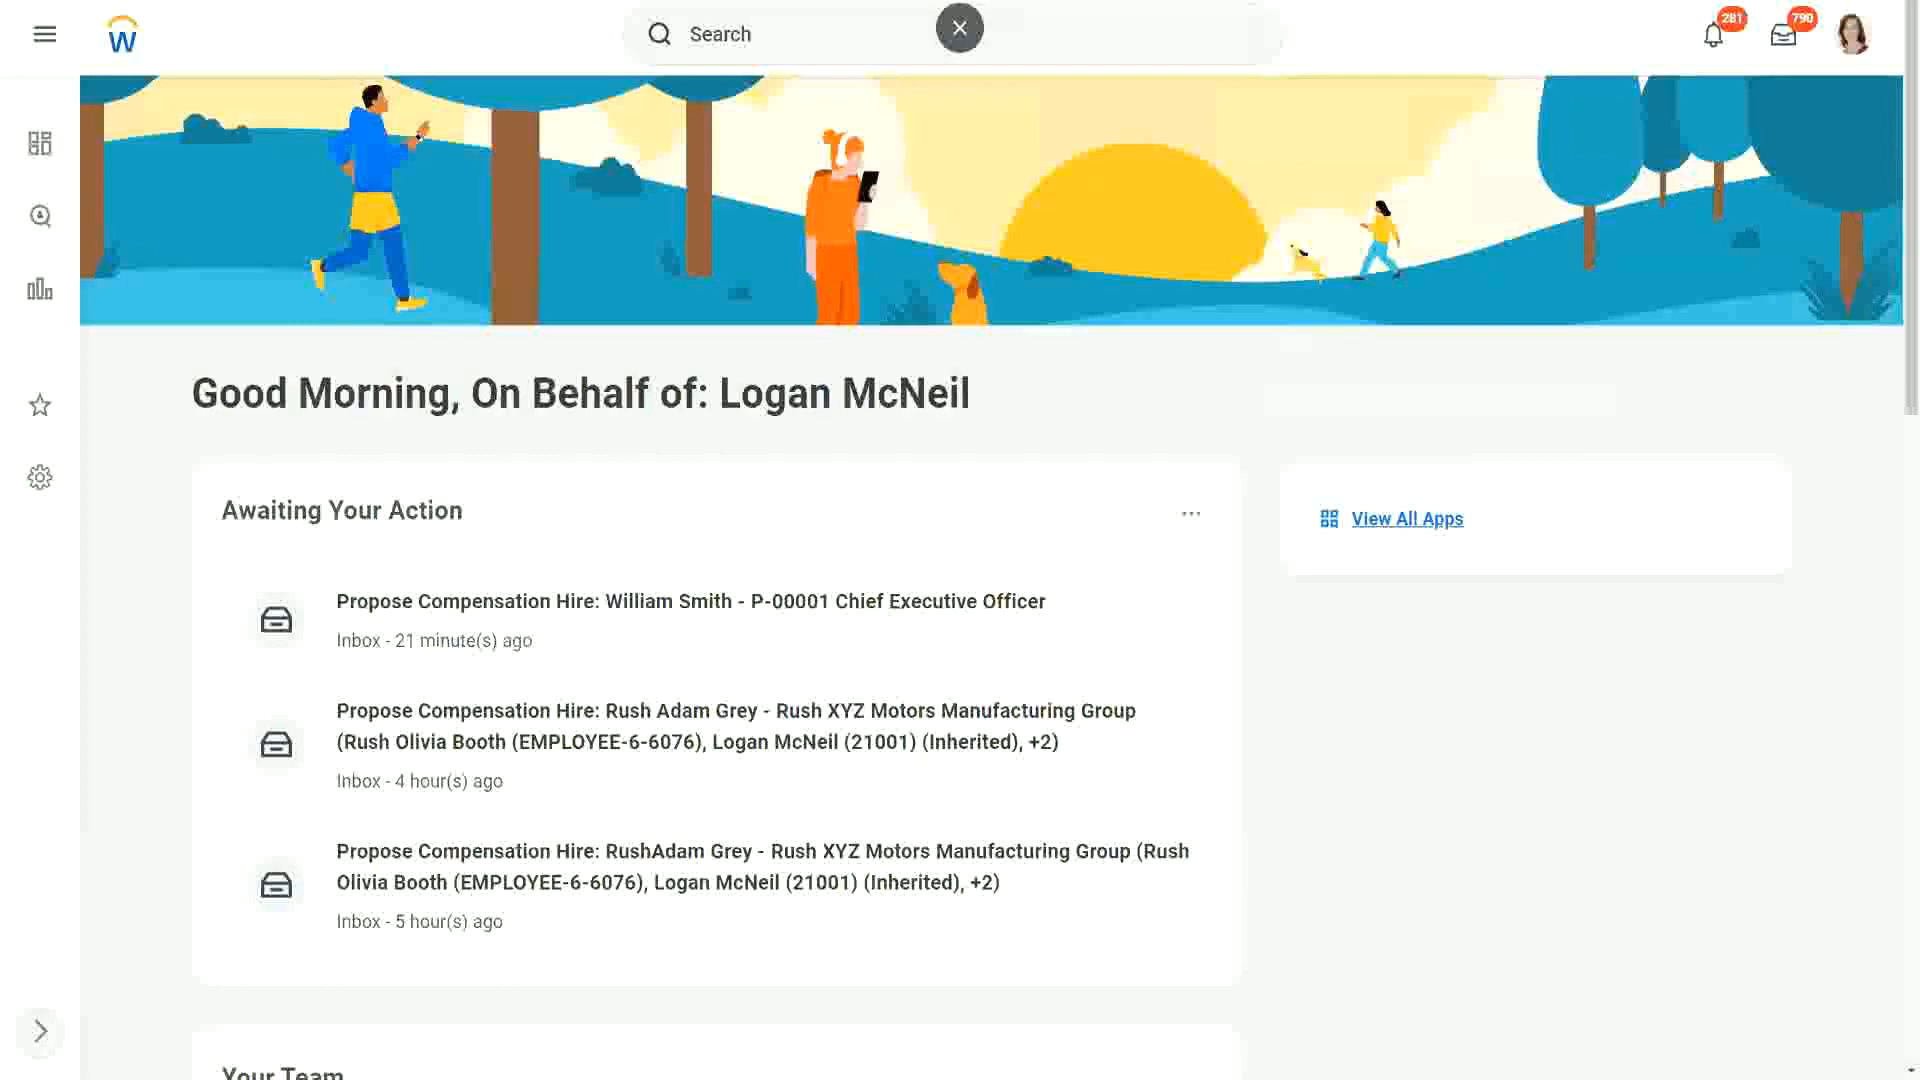 W
Search
281
790
Good Morning, On Behalf of: Logan McNeil
Awaiting Your Action
Propose Compensation Hire: William Smith - P-00001 Chief Executive Officer
Inbox - 21 minute(s) ago
Propose Compensation Hire: Rush Adam Grey - Rush XYZ Motors Manufacturing Group
(Rush Olivia Booth (EMPLOYEE-6-6076), Logan McNeil (21001) (Inherited), +2)
Inbox - 4 hour(s) ago
Propose Compensation Hire: RushAdam Grey - Rush XYZ Motors Manufacturing Group (Rush
Olivia Booth (EMPLOYEE-6-6076), Logan McNeil (21001) (Inherited), +2)
Inbox - 5 hour(s) ago
View All Apps
Your Team